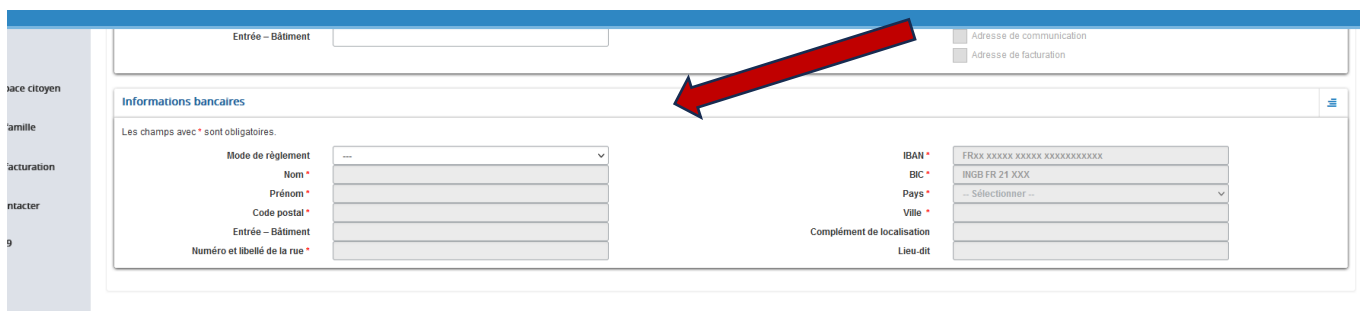 Entrée – Bâtiment
Adresse de communication
Adresse de facturation
pace citoyen
famille
facturation
ntacter
9
Informations bancaires
Les champs avec * sont obligatoires.
Mode de règlement ---
Nom *
Prénom *
Code postal *
Entrée – Bâtiment
Numéro et libellé de la rue *
IBAN * FRxx xxxxx xxxxx xxxxxxxxxxx
BIC * INGB FR 21 XXX
Pays * -- Sélectionner --
Ville *
Complément de localisation
Lieu-dit